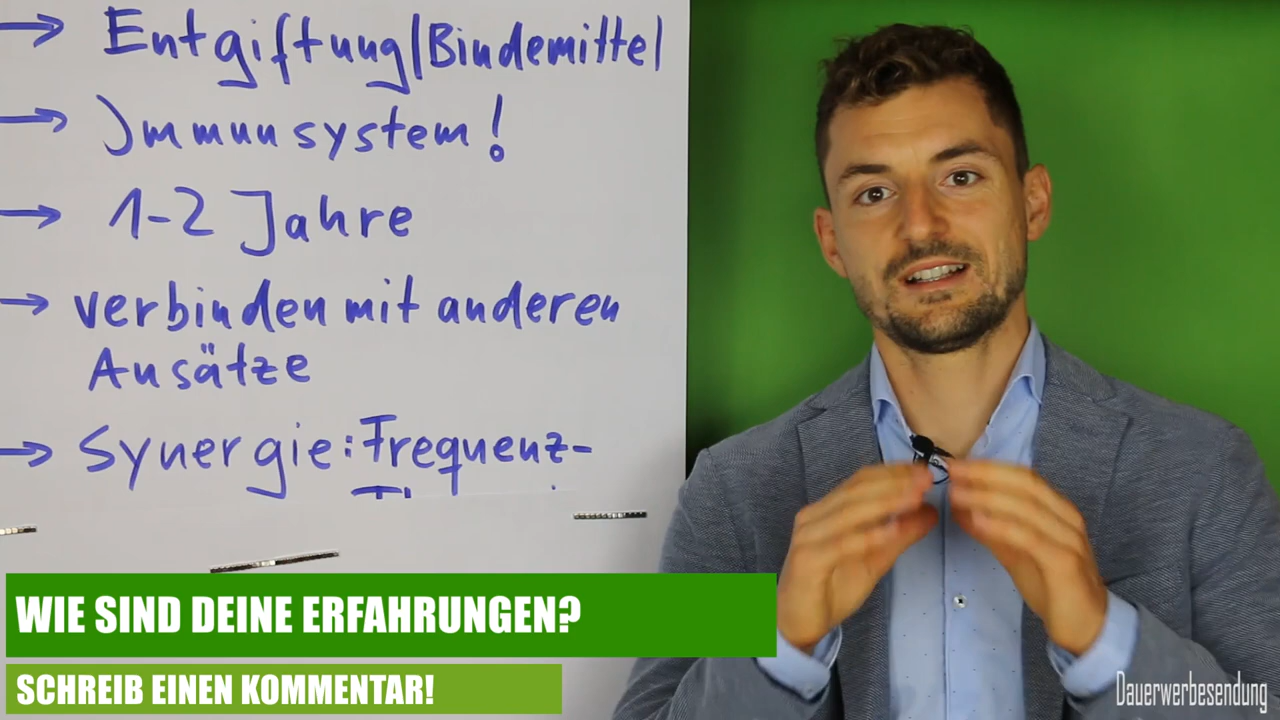 → Entgiftung/Bindemittel
→ Immunsystem!
→ 1-2 Jahre
→ verbinden mit anderen
Ansätze
→ Synergie: Frequenz-
WIE SIND DEINE ERFAHRUNGEN?
SCHREIB EINEN KOMMENTAR!
Dauerwerbesendung